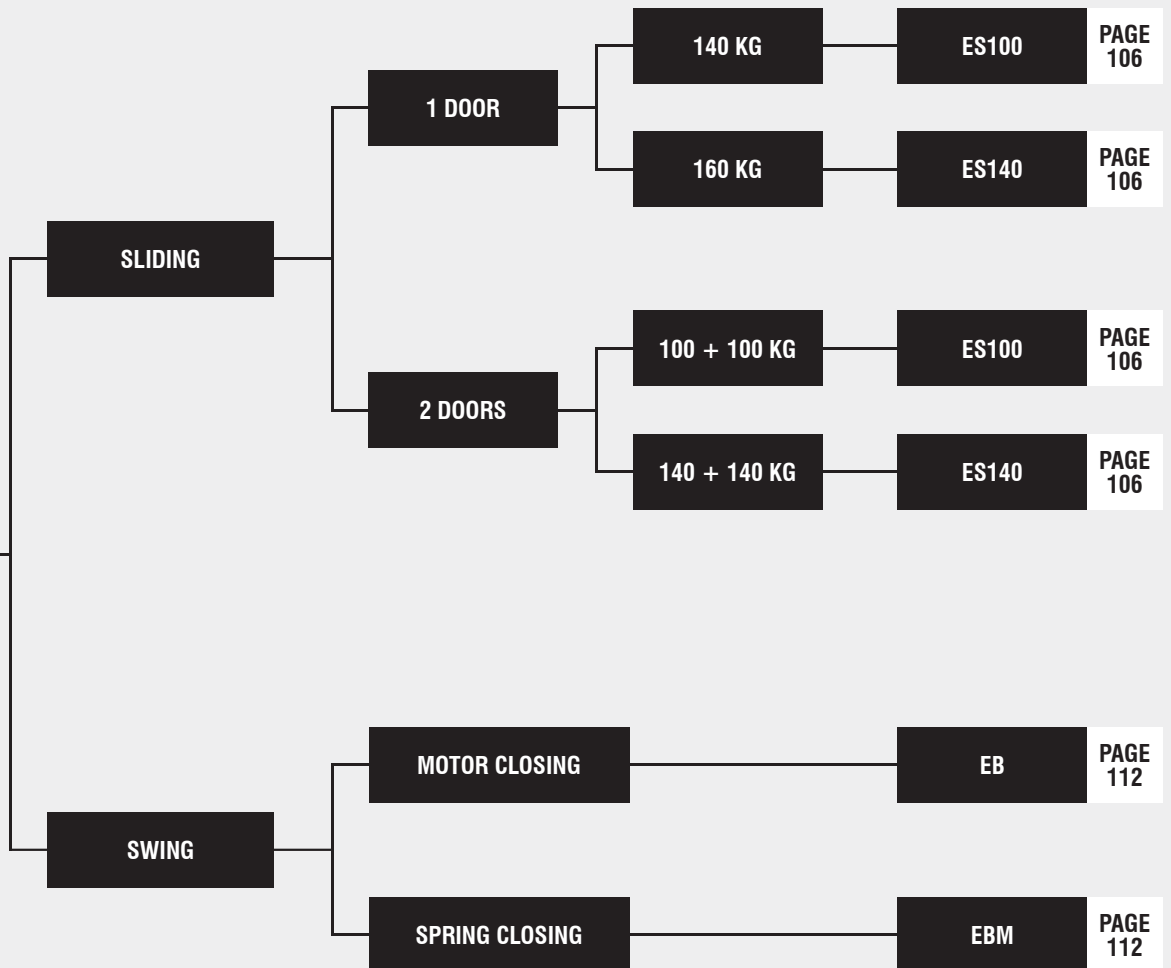 140 KG
ES100
PAGE
106
1 DOOR
160 KG
ES140
PAGE
106
SLIDING
100 + 100 KG
ES100
PAGE
106
2 DOORS
140 + 140 KG
ES140
PAGE
106
MOTOR CLOSING
EB
PAGE
112
SWING
SPRING CLOSING
EBM
PAGE
112